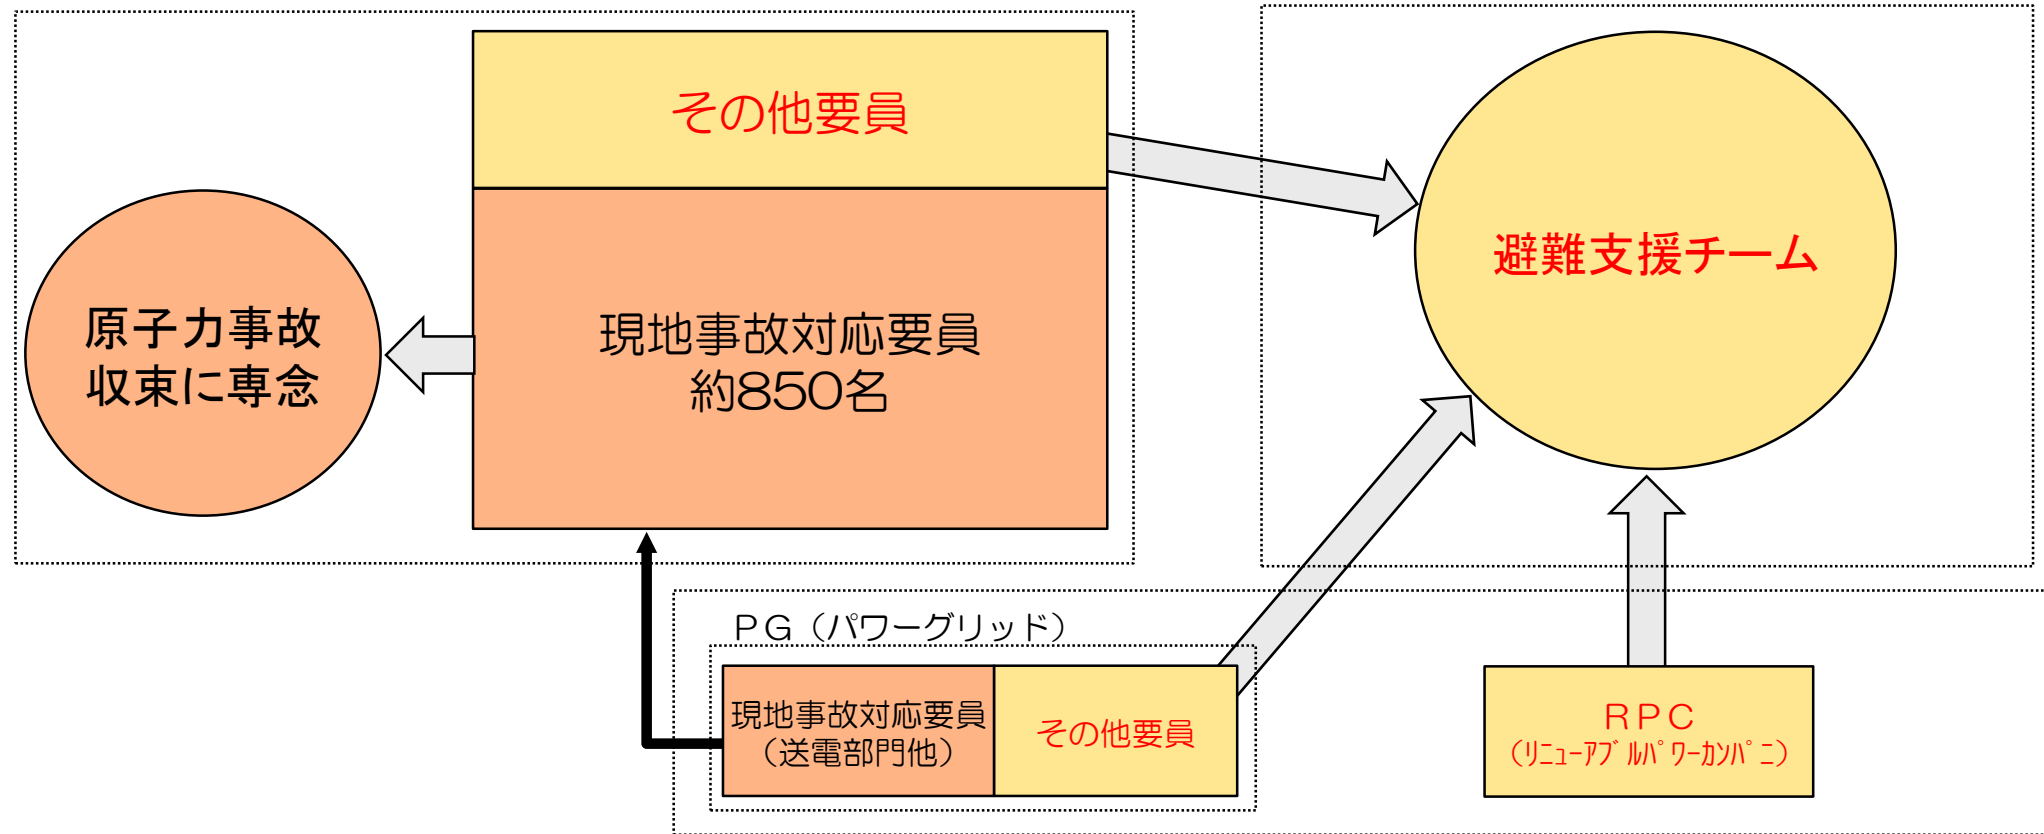 その他要員
避難支援チーム
原子力事故
収束に専念
現地事故対応要員
約850名
ＰＧ（パワーグリッド）
現地事故対応要員
（送電部門他）
その他要員
ＲＰＣ
（ﾘﾆｭｰｱﾌﾞﾙﾊﾟﾜｰｶﾝﾊﾟﾆ）